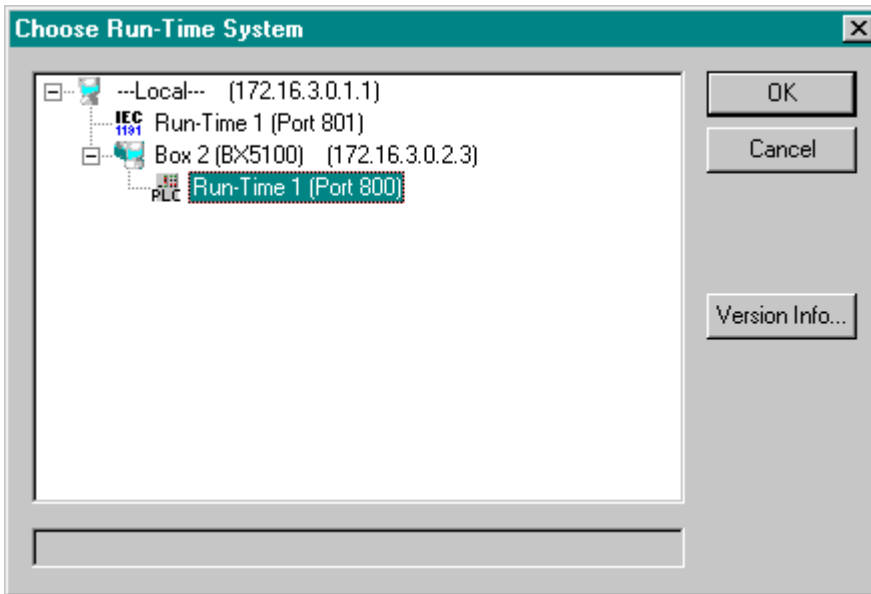 Choose Run-Time System
---Local--- (172.16.3.0.1.1)
IEC 1131 Run-Time 1 (Port 801)
Box 2 (BX5100) (172.16.3.0.2.3)
PLC Run-Time 1 (Port 800)
OK
Cancel
Version Info...